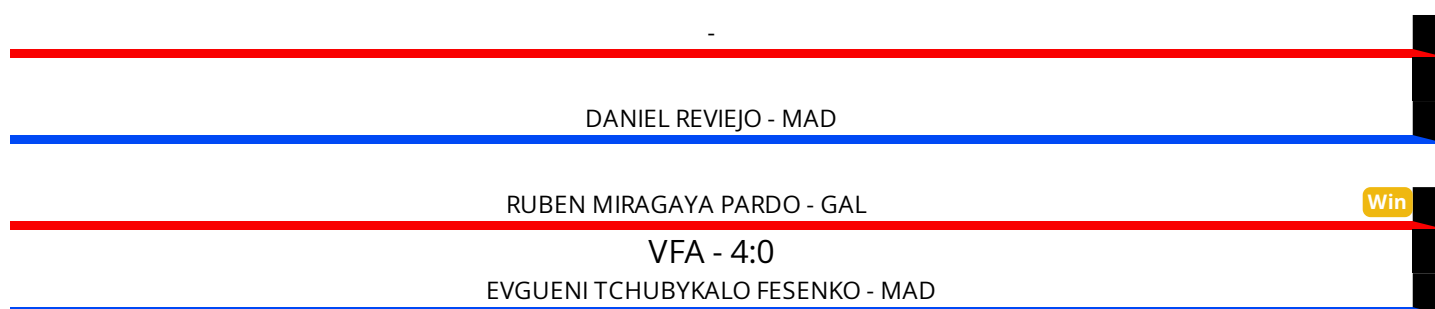 -
DANIEL REVIEJO - MAD
RUBEN MIRAGAYA PARDO - GAL Win
VFA - 4:0
EVGUENI TCHUBYKALO FESENKO - MAD